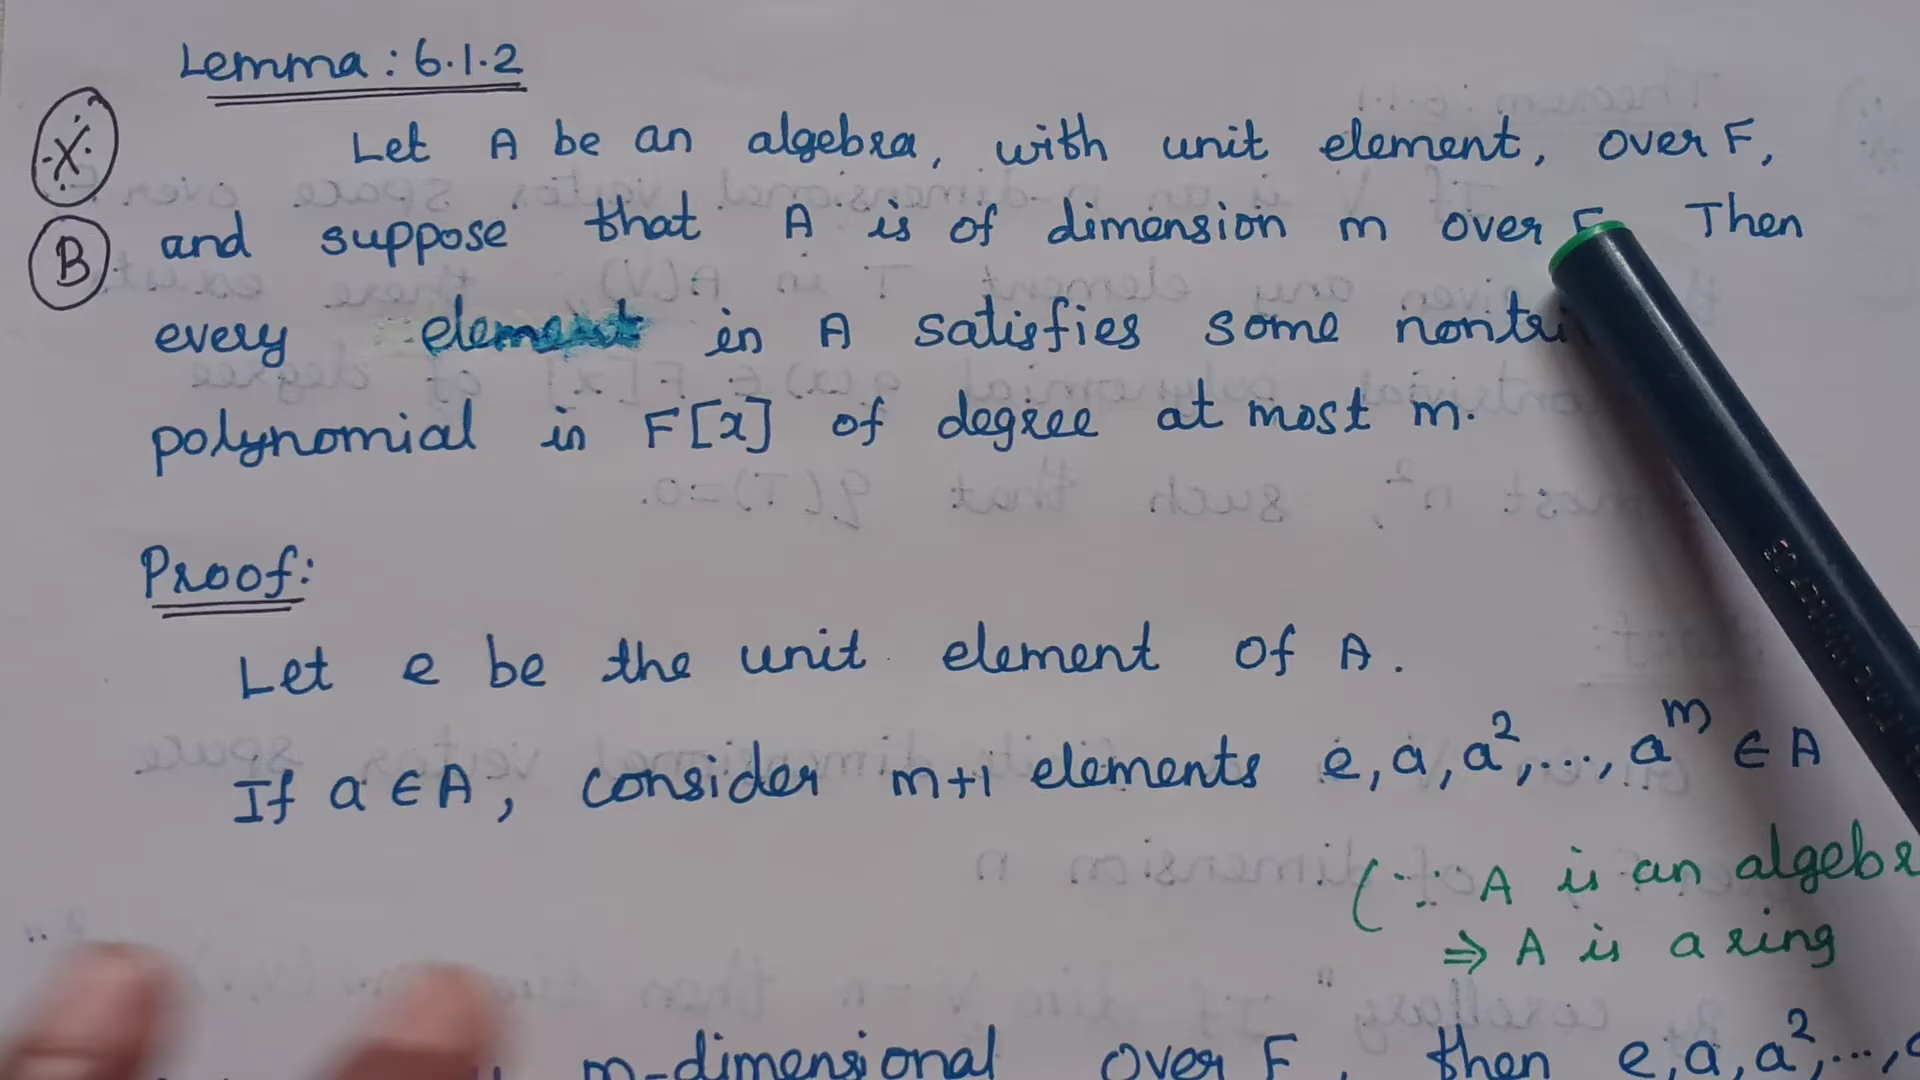 Lemma : 6.1.2
Let A be an algebra, with unit element, over F,
and suppose that A is of dimension m over F. Then
every element in A satisfies some
polynomial in F[x] of degree at most m.
B
Proof:
Let e be the unit element of A.
If a ∈ A, consider m+1 elements e, a, a², ..., aᵐ ∈ A
(∵ A is an
⇒ A is a ring
m-dimensional over F, then e, a, a², ...,